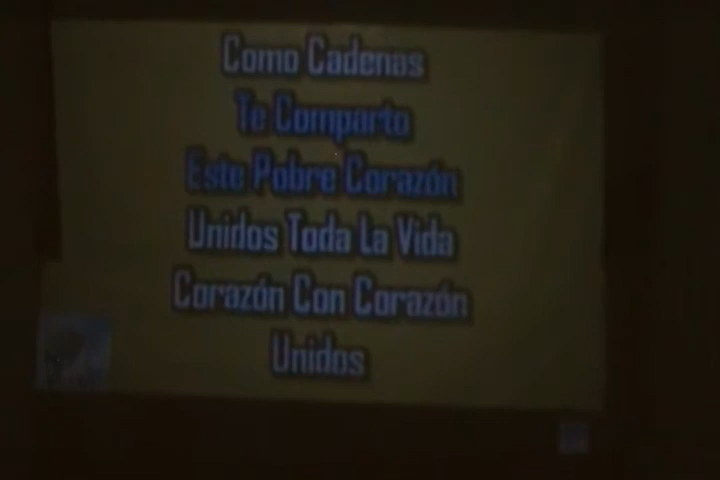 Como Cadenas
Te Comparto
Este Pobre Corazón
Unidos Toda La Vida
Corazón Con Corazón
Unidos